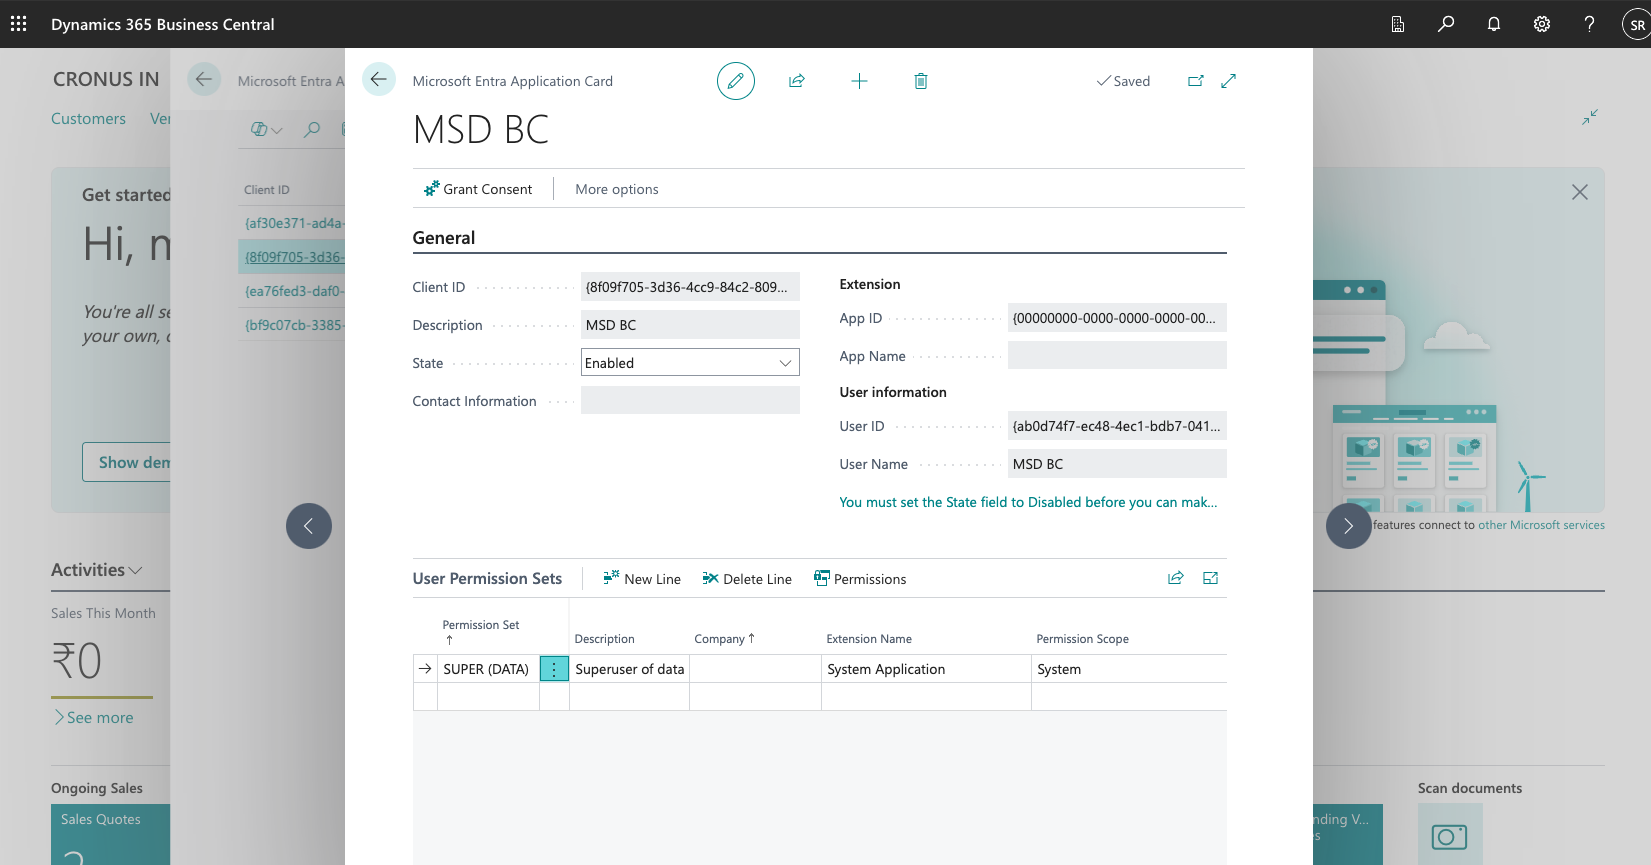 Dynamics 365 Business Central
SR
CRONUS IN
Customers
Get started
Hi,
You're all
your own,
Show
Activities
Sales This Month
₹0
See more
Ongoing Sales
Sales Quotes
Microsoft Entra A
Client ID
{af30e371-ad4a-
{8f09f705-3d36-
{ea76fed3-daf0-
{bf9c07cb-3385-
Microsoft Entra Application Card
Saved
MSD BC
Grant Consent
More options
General
Client ID {8f09f705-3d36-4cc9-84c2-809...
Description MSD BC
State Enabled
Contact Information
Extension
App ID {00000000-0000-0000-0000-00...
App Name
User information
User ID {ab0d74f7-ec48-4ec1-bdb7-041...
User Name MSD BC
You must set the State field to Disabled before you can mak...
User Permission Sets New Line Delete Line Permissions
Permission Set ↑ Description Company ↑ Extension Name Permission Scope
SUPER (DATA) Superuser of data System Application System
features connect to other Microsoft services
Scan documents
nding V...